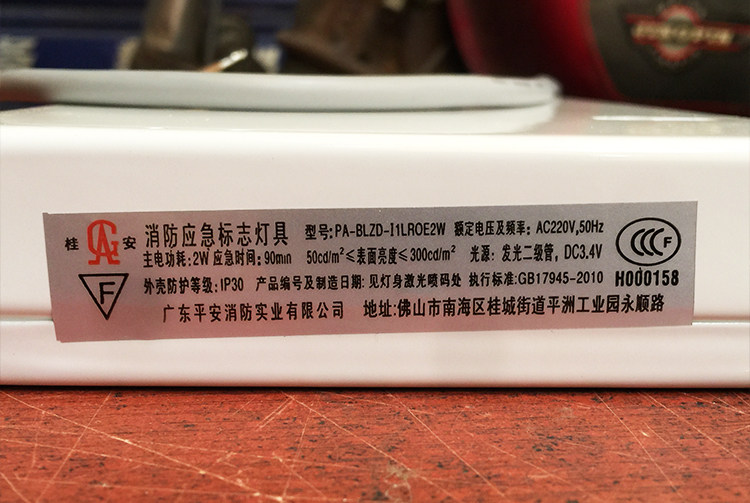 桂 GA 安 消防应急标志灯具 型号:PA-BLZD-I1LROE2W 额定电压及频率: AC220V,50Hz
主电功耗:2W 应急时间:90min 50cd/m²≤表面亮度≤300cd/m² 光源:发光二级管,DC3.4V
CCC F
F 外壳防护等级:IP30 产品编号及制造日期:见灯身激光喷码处 执行标准:GB17945-2010 H000158
广东平安消防实业有限公司 地址:佛山市南海区桂城街道平洲工业园永顺路